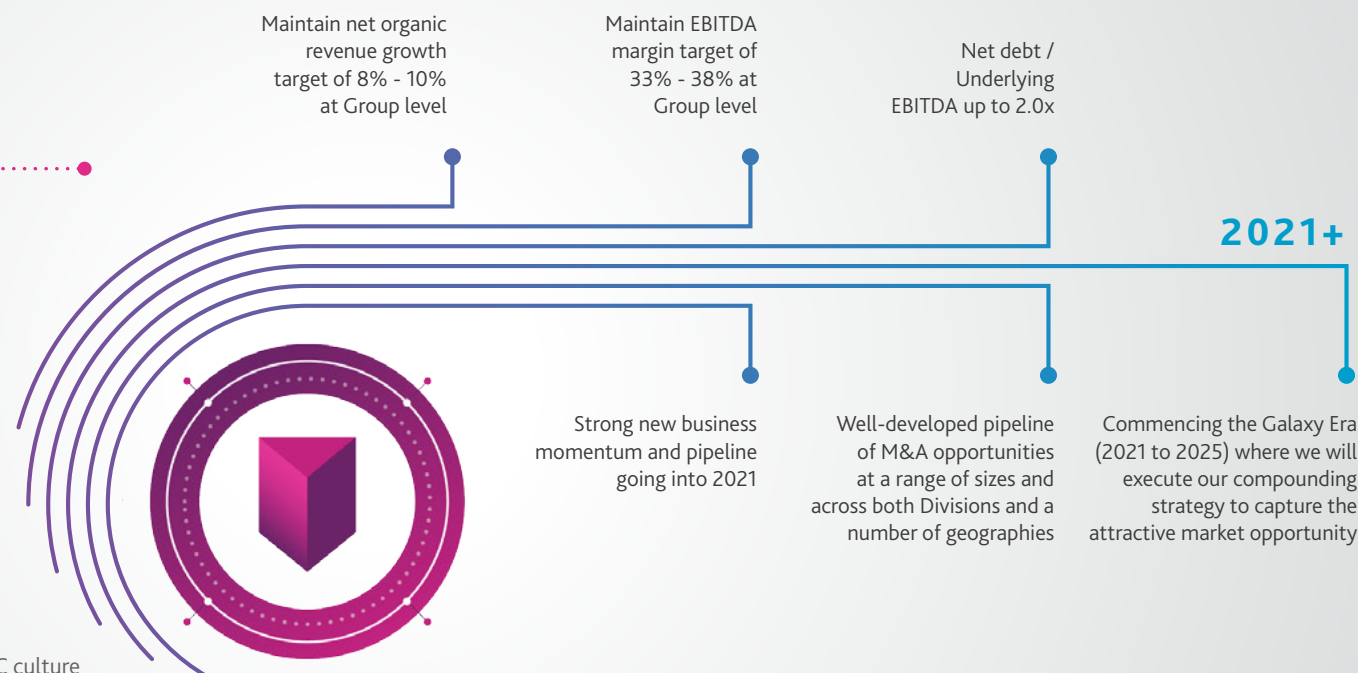 Maintain net organic
revenue growth
target of 8% - 10%
at Group level
Maintain EBITDA
margin target of
33% - 38% at
Group level
Net debt /
Underlying
EBITDA up to 2.0x
2021+
Strong new business
momentum and pipeline
going into 2021
Well-developed pipeline
of M&A opportunities
at a range of sizes and
across both Divisions and a
number of geographies
Commencing the Galaxy Era
(2021 to 2025) where we will
execute our compounding
strategy to capture the
attractive market opportunity
C culture